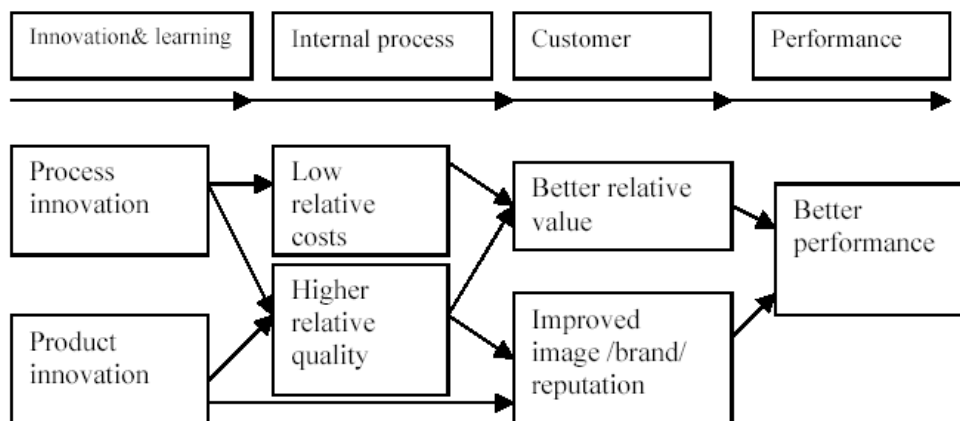 Innovation& learning
Internal process
Customer
Performance
Process
innovation
Low
relative
costs
Better relative
value
Better
performance
Higher
relative
quality
Product
innovation
Improved
image /brand/
reputation